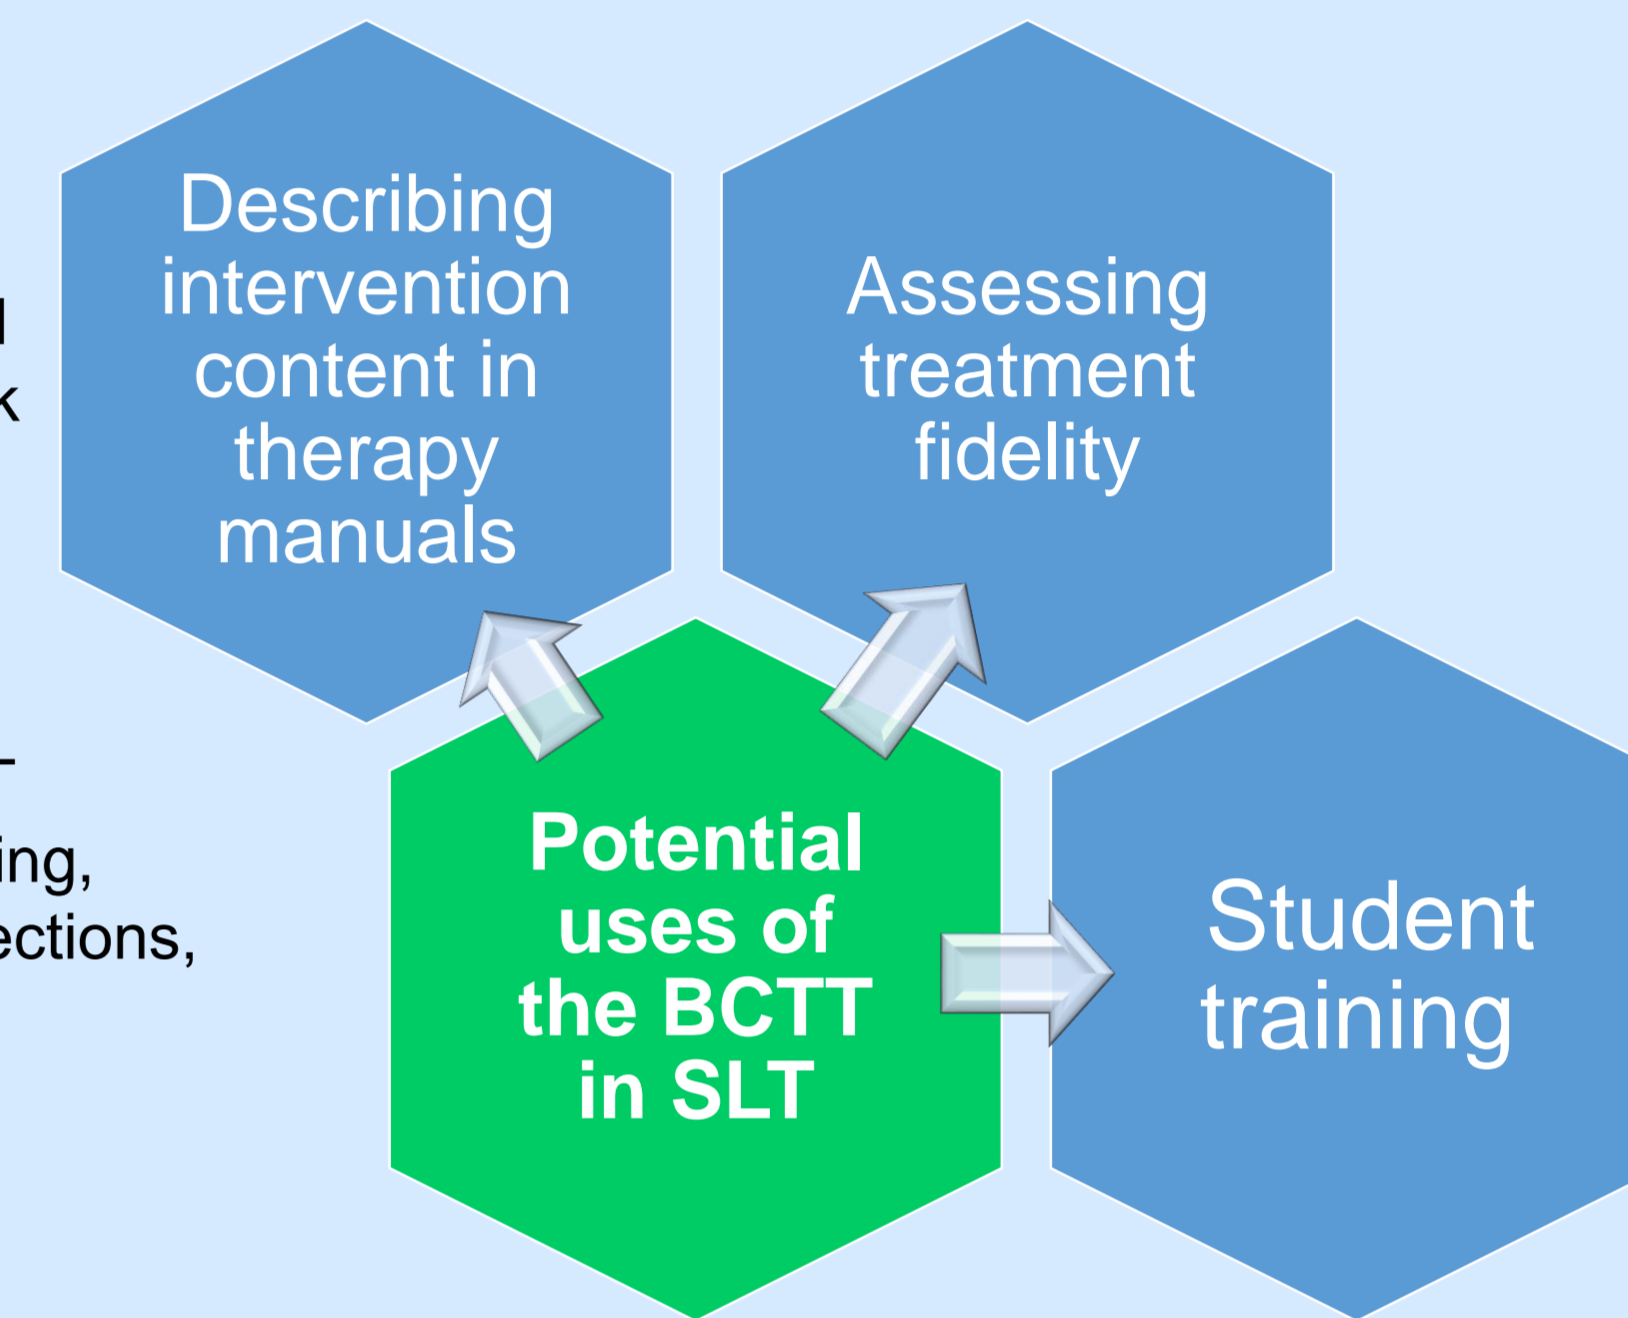 Describing
intervention
content in
therapy
manuals
Assessing
treatment
fidelity
Potential
uses of
the BCTT
in SLT
Student
training
ing,
ections,